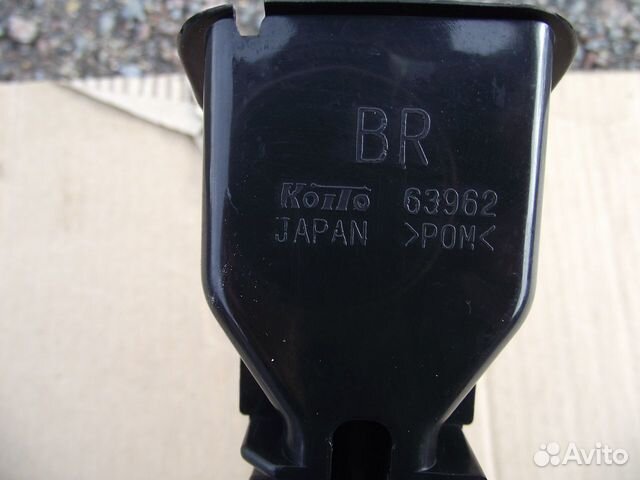 BR
KOITO 63962
JAPAN >POM<
Avito